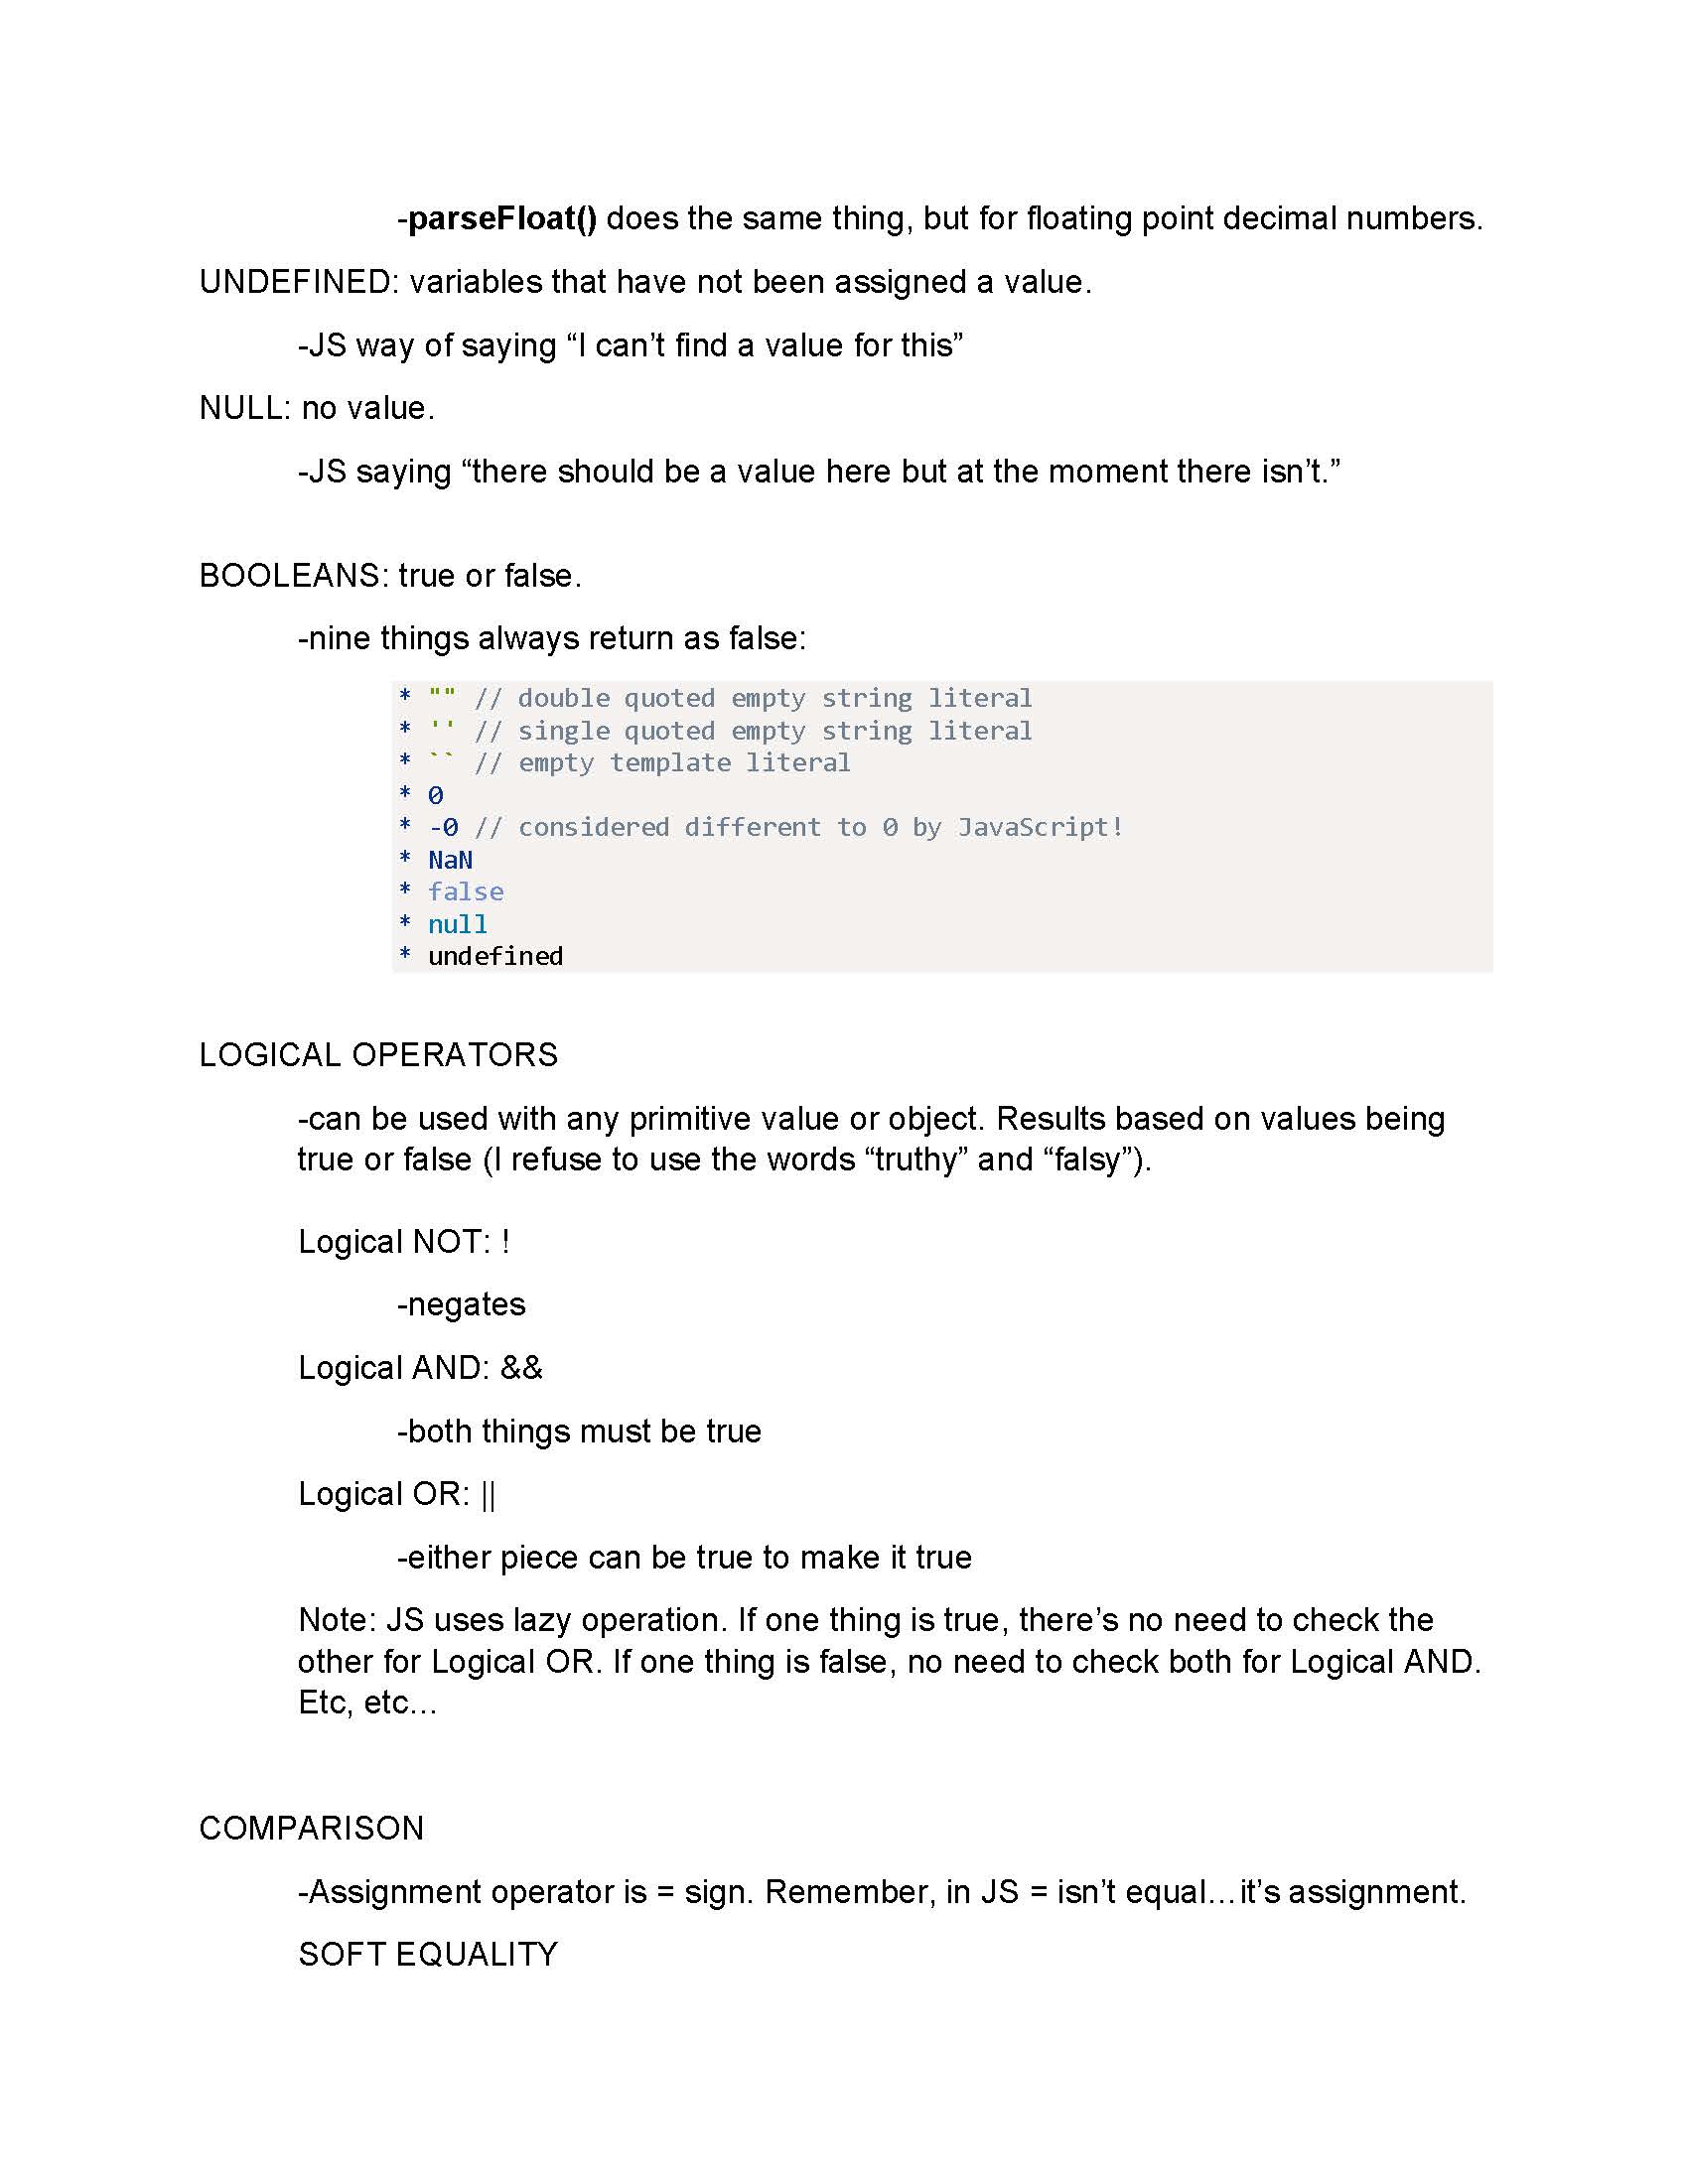 -parseFloat() does the same thing, but for floating point decimal numbers.
UNDEFINED: variables that have not been assigned a value.
-JS way of saying “I can’t find a value for this”
NULL: no value.
-JS saying “there should be a value here but at the moment there isn’t.”
BOOLEANS: true or false.
-nine things always return as false:
* "" // double quoted empty string literal
* '' // single quoted empty string literal
* `` // empty template literal
* 0
* -0 // considered different to 0 by JavaScript!
* NaN
* false
* null
* undefined
LOGICAL OPERATORS
-can be used with any primitive value or object. Results based on values being
true or false (I refuse to use the words “truthy” and “falsy”).
Logical NOT: !
-negates
Logical AND: &&
-both things must be true
Logical OR: ||
-either piece can be true to make it true
Note: JS uses lazy operation. If one thing is true, there’s no need to check the
other for Logical OR. If one thing is false, no need to check both for Logical AND.
Etc, etc…
COMPARISON
-Assignment operator is = sign. Remember, in JS = isn’t equal…it’s assignment.
SOFT EQUALITY